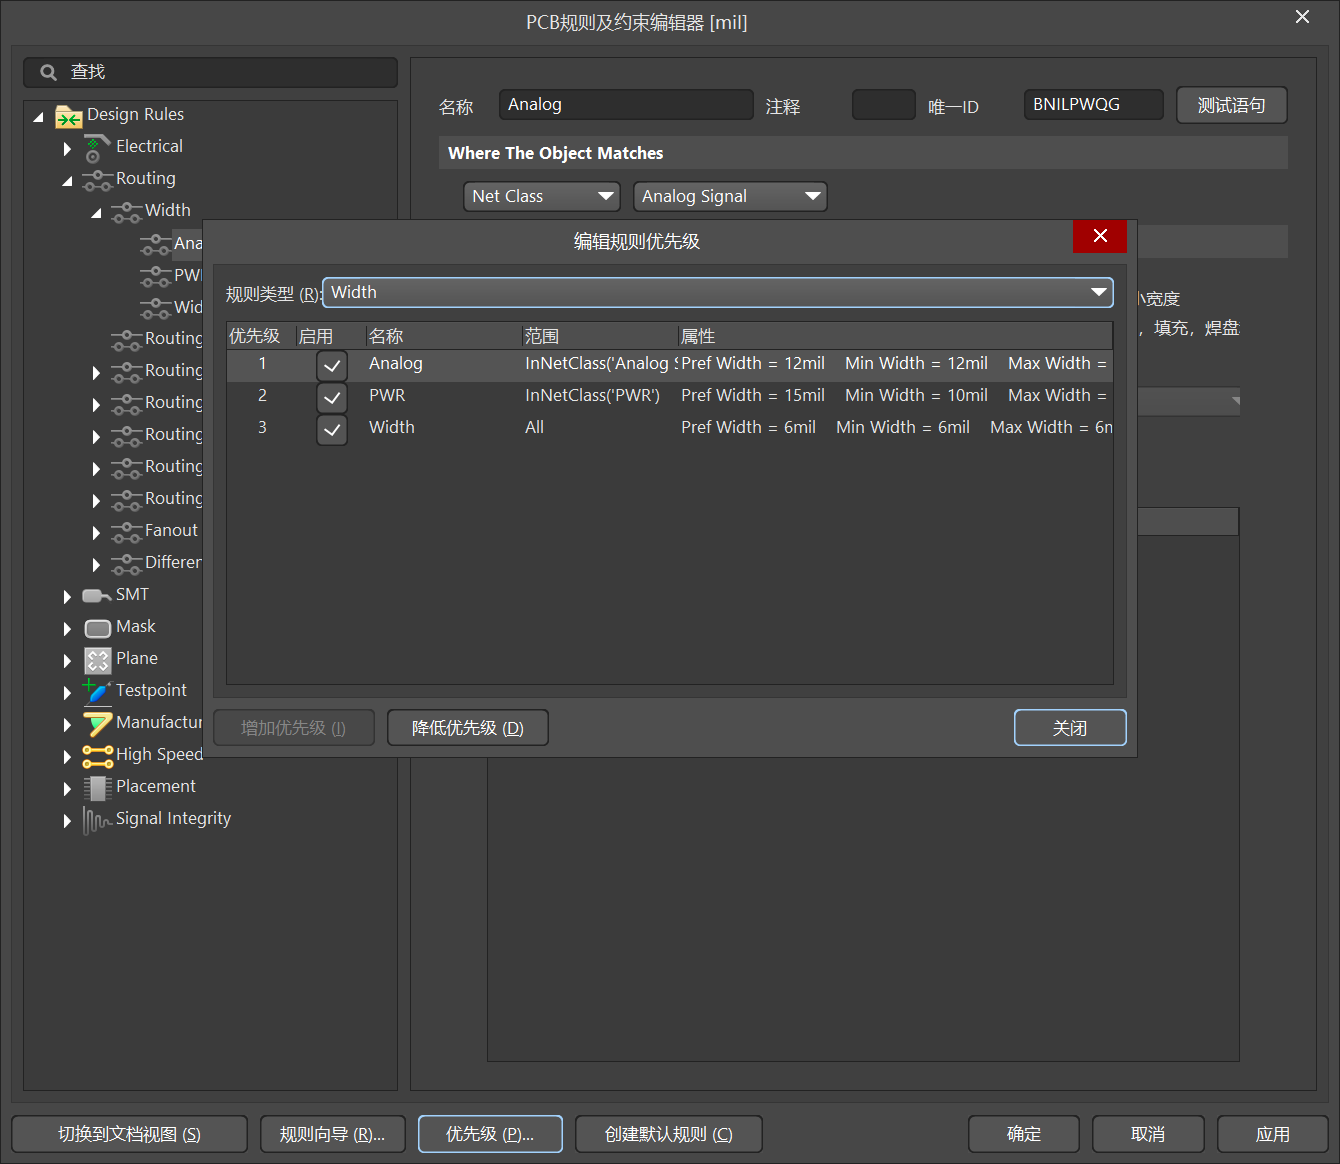 PCB规则及约束编辑器 [mil]
查找
Design Rules
Electrical
Routing
Width
Ana
PWI
Wid
Routing
Routing
Routing
Routing
Routing
Routing
Fanout
Differer
SMT
Mask
Plane
Testpoint
Manufactur
High Speed
Placement
Signal Integrity
名称 Analog 注释 唯一ID BNILPWQG 测试语句
Where The Object Matches
Net Class Analog Signal
小宽度
，填充，焊盘
编辑规则优先级
规则类型 (R): Width
优先级 启用 名称 范围 属性
1 Analog InNetClass('Analog S Pref Width = 12mil Min Width = 12mil Max Width =
2 PWR InNetClass('PWR') Pref Width = 15mil Min Width = 10mil Max Width =
3 Width All Pref Width = 6mil Min Width = 6mil Max Width = 6m
增加优先级 (I) 降低优先级 (D) 关闭
切换到文档视图 (S) 规则向导 (R)... 优先级 (P)... 创建默认规则 (C) 确定 取消 应用